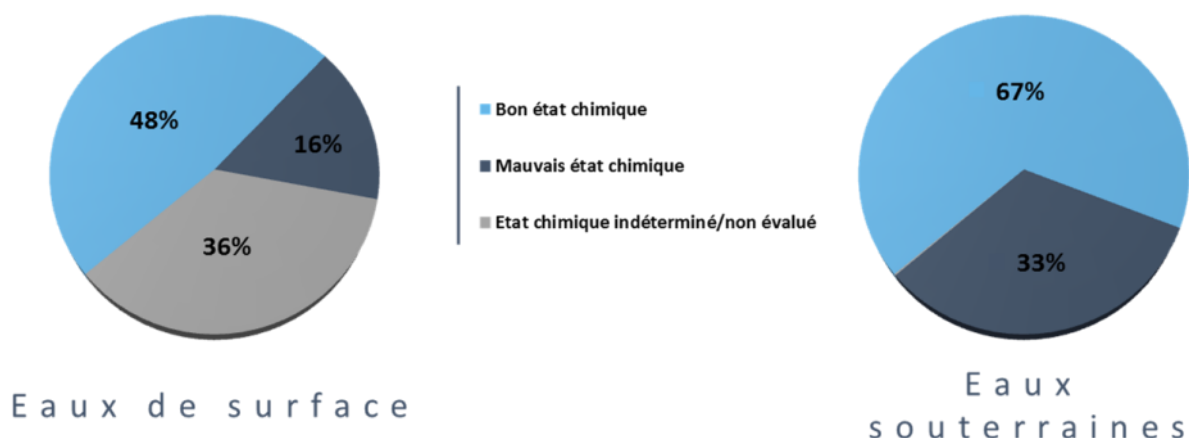 48%
16%
36%
Bon état chimique
Mauvais état chimique
Etat chimique indéterminé/non évalué
67%
33%
Eaux de surface
Eaux
souterraines